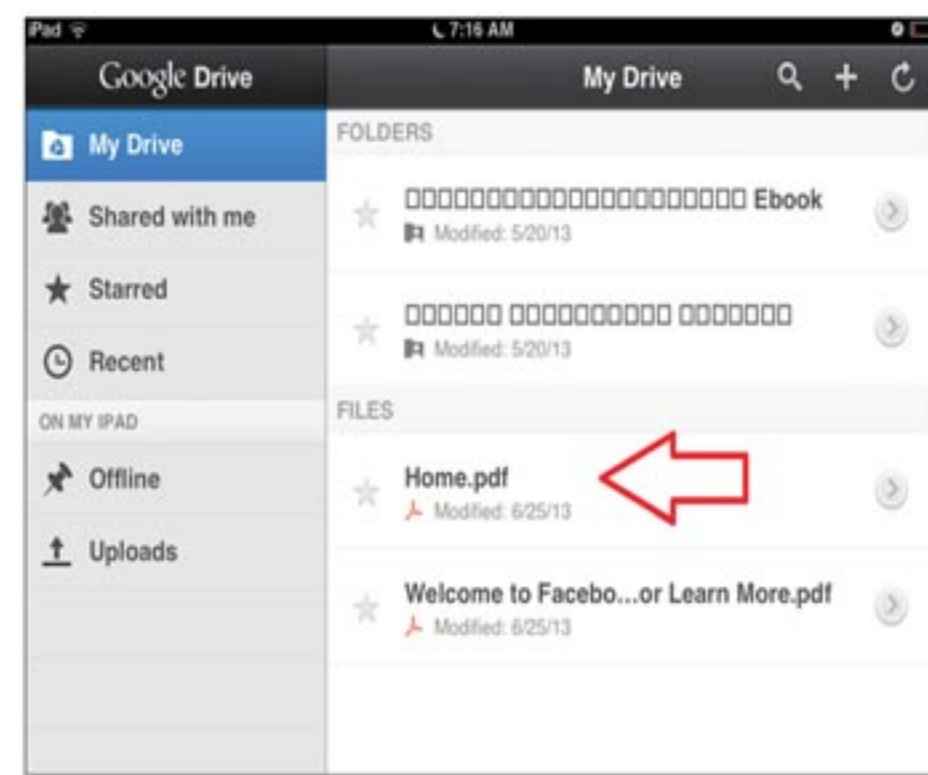 iPad 7:16 AM
Google Drive
My Drive
My Drive
Shared with me
Starred
Recent
ON MY IPAD
Offline
Uploads
FOLDERS
Ebook
Modified: 5/20/13
Modified: 5/20/13
FILES
Home.pdf
Modified: 6/25/13
Welcome to Facebo...or Learn More.pdf
Modified: 6/25/13